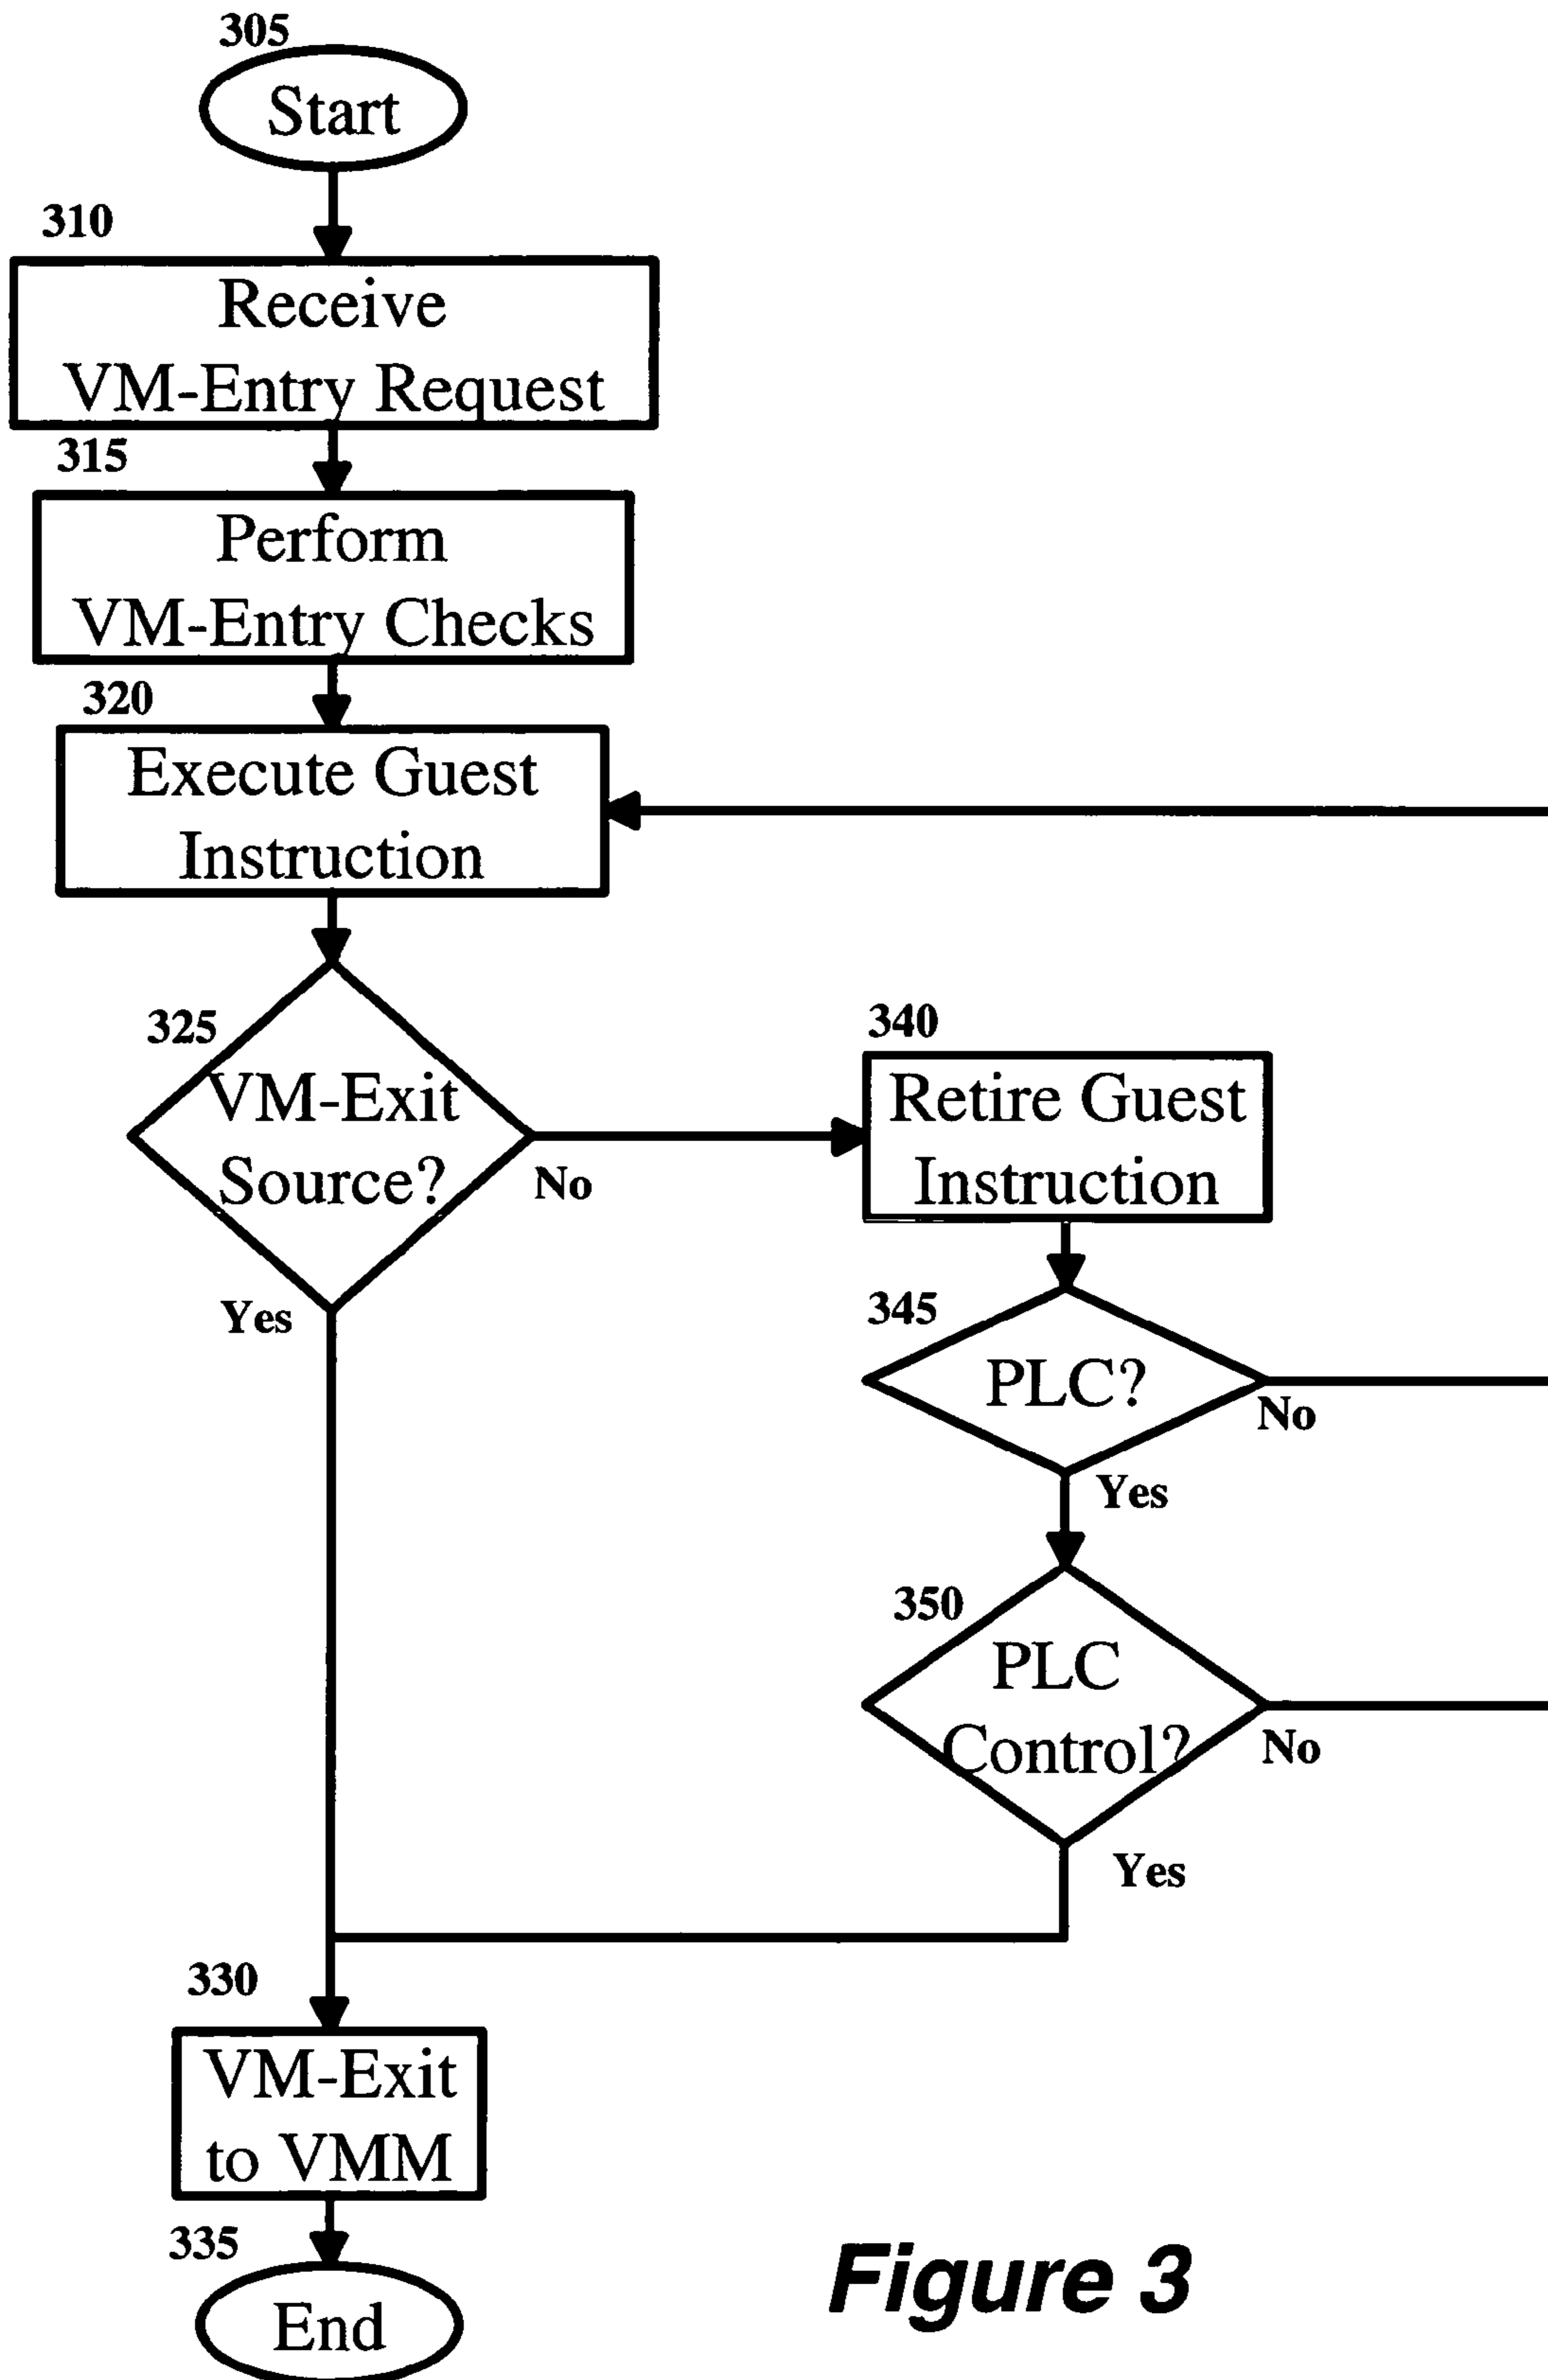 305
Start
310
Receive
VM-Entry Request
315
Perform
VM-Entry Checks
320
Execute Guest
Instruction
325
VM-Exit
Source?
No
Yes
340
Retire Guest
Instruction
345
PLC?
No
Yes
350
PLC
Control?
No
Yes
330
VM-Exit
to VMM
335
End
Figure 3